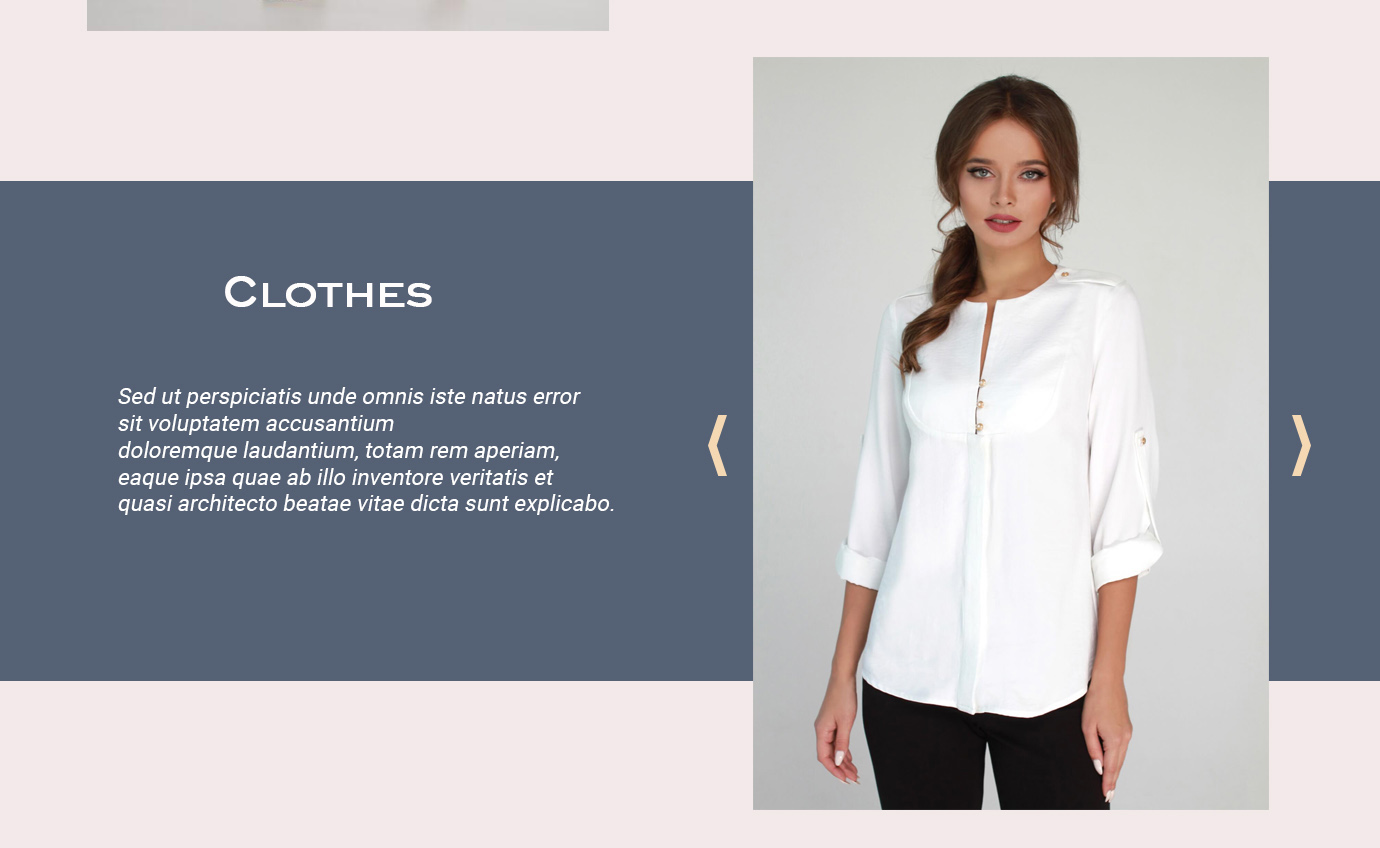 Clothes
Sed ut perspiciatis unde omnis iste natus error
sit voluptatem accusantium
doloremque laudantium, totam rem aperiam,
eaque ipsa quae ab illo inventore veritatis et
quasi architecto beatae vitae dicta sunt explicabo.